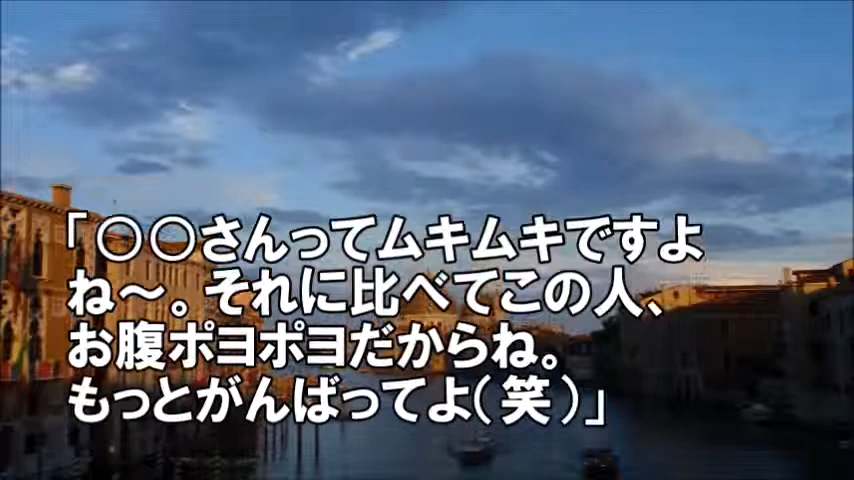 「〇〇さんってムキムキですよ
ね～。それに比べてこの人、
お腹ポヨポヨだからね。
もっとがんばってよ（笑）」